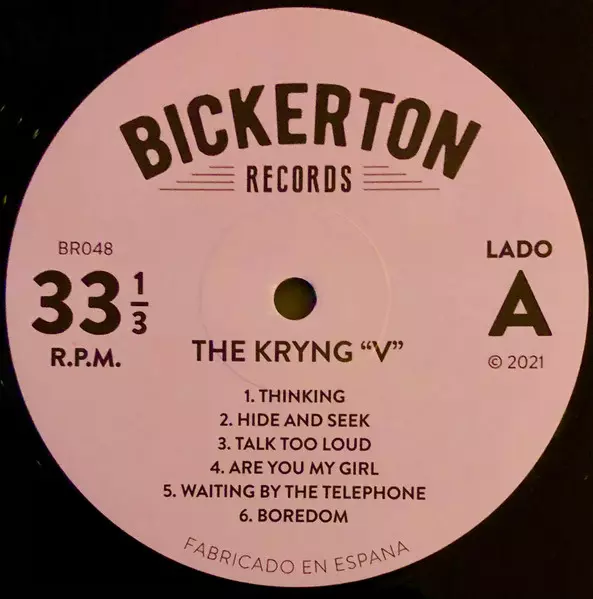 BICKERTON
RECORDS
BR048
33 1/3
R.P.M.
LADO
A
© 2021
THE KRYNG “V”
1. THINKING
2. HIDE AND SEEK
3. TALK TOO LOUD
4. ARE YOU MY GIRL
5. WAITING BY THE TELEPHONE
6. BOREDOM
FABRICADO EN ESPANA